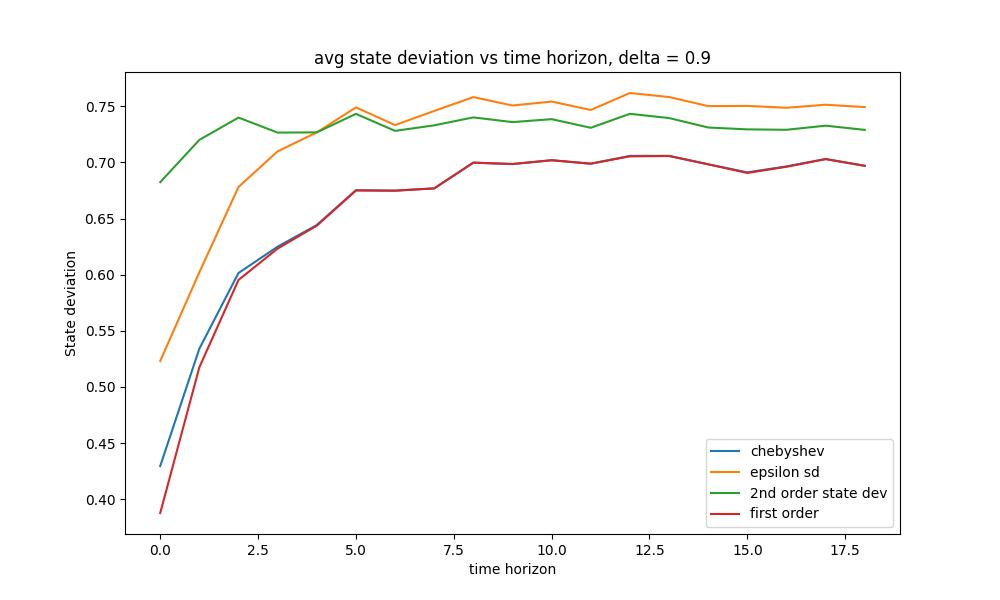 avg state deviation vs time horizon, delta = 0.9
State deviation
0.75
0.70
0.65
0.60
0.55
0.50
0.45
0.40
chebyshev
epsilon sd
2nd order state dev
first order
0.0 2.5 5.0 7.5 10.0 12.5 15.0 17.5
time horizon